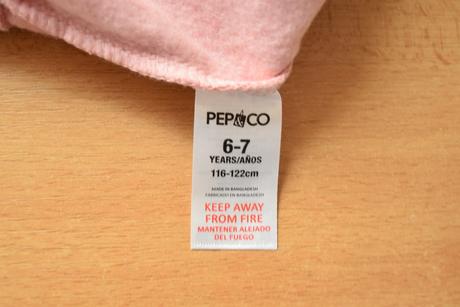 PEP&CO
6-7
YEARS/AÑOS
116-122cm
MADE IN BANGLADESH
FABRICADO EN BANGLADESH
KEEP AWAY
FROM FIRE
MANTENER ALEJADO
DEL FUEGO